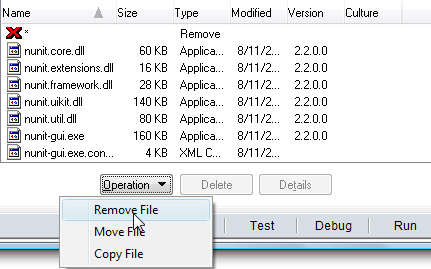 Name Size Type Modified Version Culture
* Remove
nunit.core.dll 60 KB Applica... 8/11/2... 2.2.0.0
nunit.extensions.dll 16 KB Applica... 8/11/2... 2.2.0.0
nunit.framework.dll 28 KB Applica... 8/11/2... 2.2.0.0
nunit.uikit.dll 140 KB Applica... 8/11/2... 2.2.0.0
nunit.util.dll 80 KB Applica... 8/11/2... 2.2.0.0
nunit-gui.exe 160 KB Applica... 8/11/2... 2.2.0.0
nunit-gui.exe.con... 4 KB XML C... 8/11/2...
Operation Delete Details
Remove File
Test Debug Run
Move File
Copy File